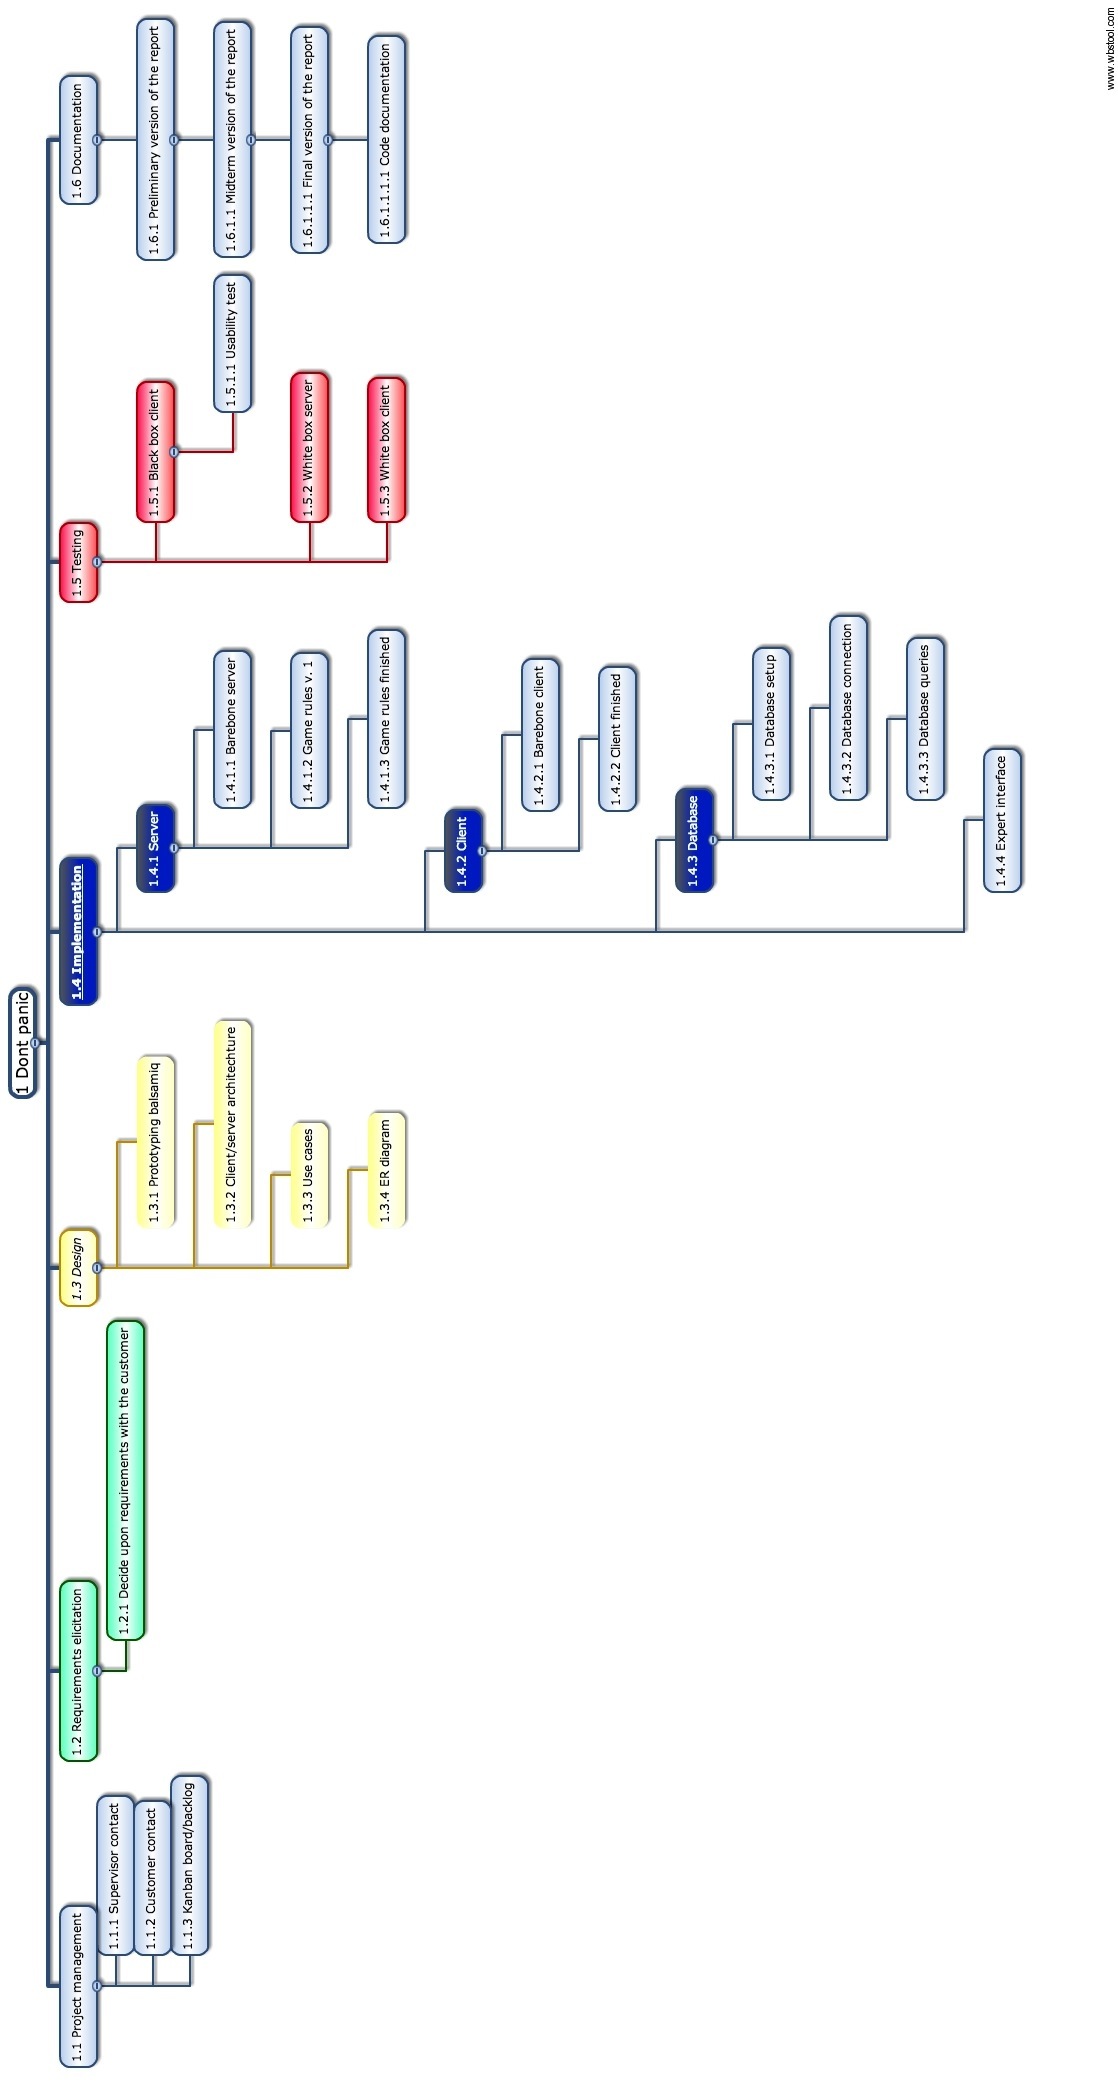 1 Dont panic
1.1 Project management
1.1.1 Supervisor contact
1.1.2 Customer contact
1.1.3 Kanban board/backlog
1.2 Requirements elicitation
1.2.1 Decide upon requirements with the customer
1.3 Design
1.3.1 Prototyping balsamiq
1.3.2 Client/server architechture
1.3.3 Use cases
1.3.4 ER diagram
1.4 Implementation
1.4.1 Server
1.4.1.1 Barebone server
1.4.1.2 Game rules v. 1
1.4.1.3 Game rules finished
1.4.2 Client
1.4.2.1 Barebone client
1.4.2.2 Client finished
1.4.3 Database
1.4.3.1 Database setup
1.4.3.2 Database connection
1.4.3.3 Database queries
1.4.4 Expert interface
1.5 Testing
1.5.1 Black box client
1.5.1.1 Usability test
1.5.2 White box server
1.5.3 White box client
1.6 Documentation
1.6.1 Preliminary version of the report
1.6.1.1 Midterm version of the report
1.6.1.1.1 Final version of the report
1.6.1.1.1.1 Code documentation
www.wbstool.com